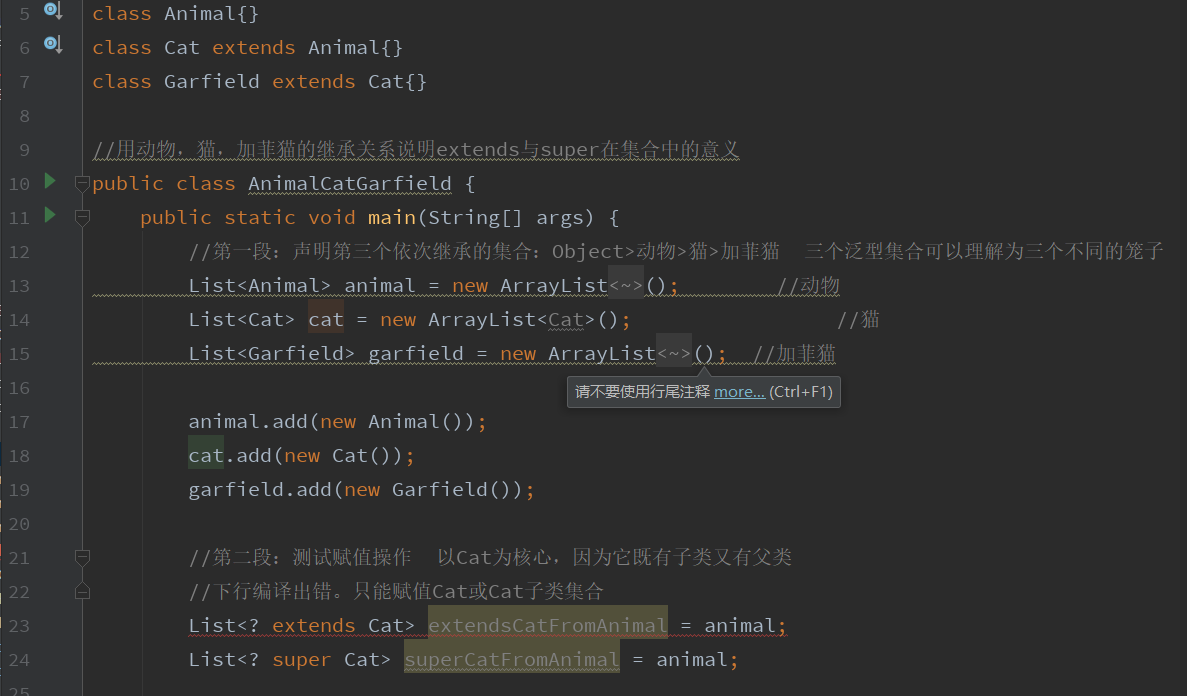 5 class Animal{}
6 class Cat extends Animal{}
7 class Garfield extends Cat{}
8
9 //用动物，猫，加菲猫的继承关系说明extends与super在集合中的意义
10 public class AnimalCatGarfield {
11 public static void main(String[] args) {
12 //第一段：声明第三个依次继承的集合：Object>动物>猫>加菲猫 三个泛型集合可以理解为三个不同的笼子
13 List<Animal> animal = new ArrayList<~>(); //动物
14 List<Cat> cat = new ArrayList<Cat>(); //猫
15 List<Garfield> garfield = new ArrayList<~>(); //加菲猫
16 请不要使用行尾注释 more... (Ctrl+F1)
17 animal.add(new Animal());
18 cat.add(new Cat());
19 garfield.add(new Garfield());
20
21 //第二段：测试赋值操作 以Cat为核心，因为它既有子类又有父类
22 //下行编译出错。只能赋值Cat或Cat子类集合
23 List<? extends Cat> extendsCatFromAnimal = animal;
24 List<? super Cat> superCatFromAnimal = animal;
25